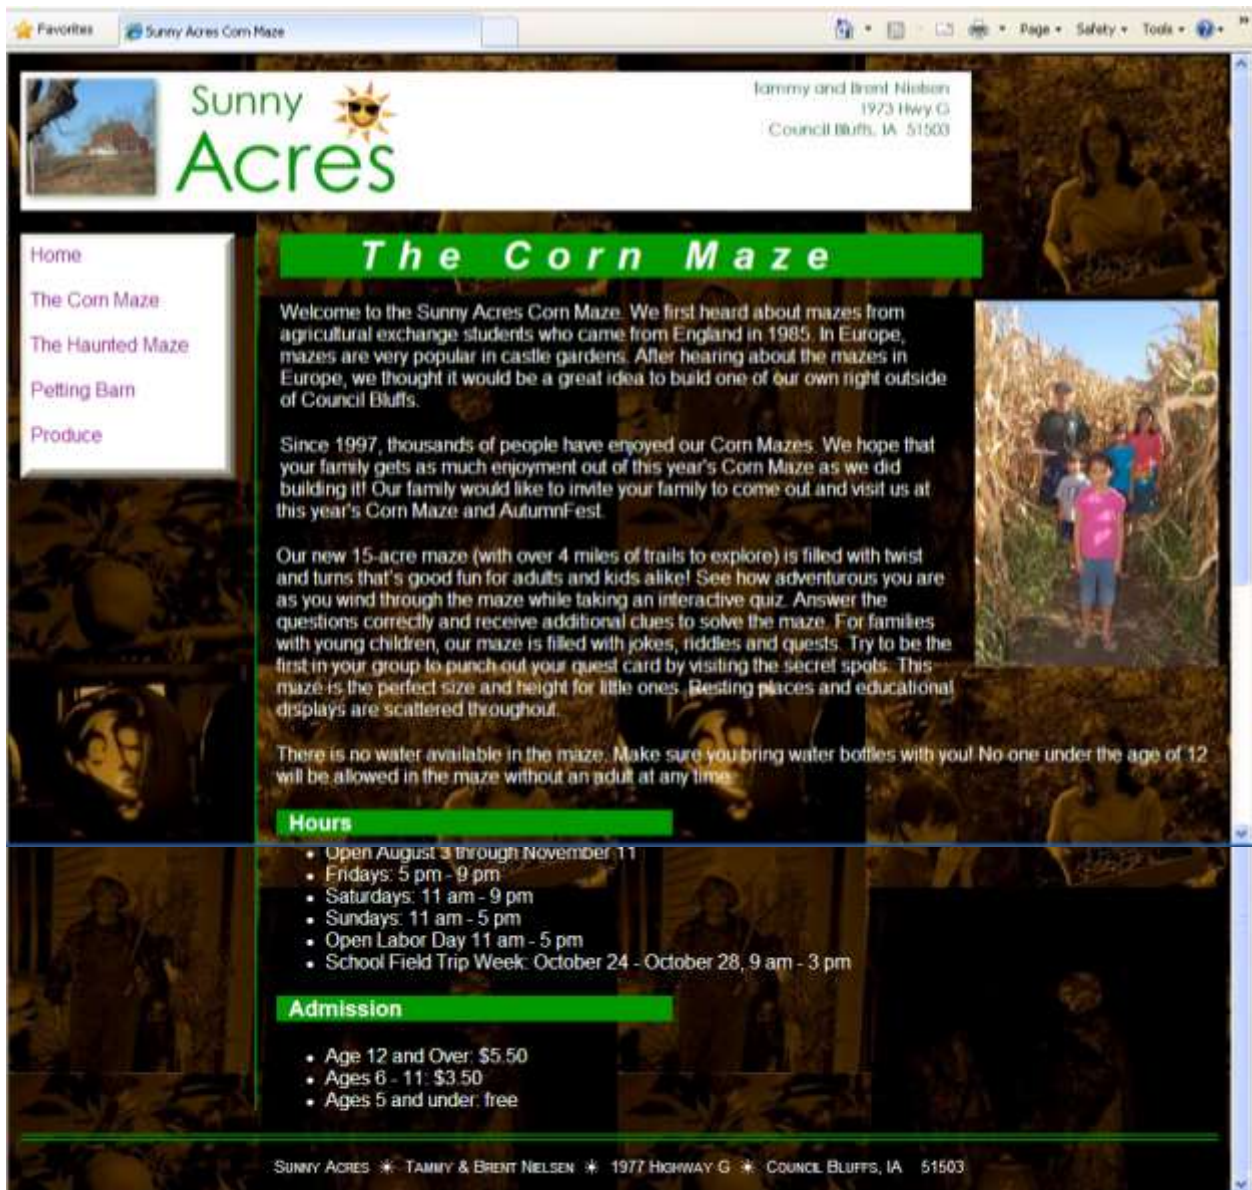 Favorites
Sunny Acres Corn Maze
Page
Safety
Tools
Sunny
Acres
Tammy and Brent Nielsen
1973 Hwy G
Council Bluffs, IA 51503
Home
The Corn Maze
The Haunted Maze
Petting Barn
Produce
The Corn Maze
Welcome to the Sunny Acres Corn Maze. We first heard about mazes from
agricultural exchange students who came from England in 1985. In Europe,
mazes are very popular in castle gardens. After hearing about the mazes in
Europe, we thought it would be a great idea to build one of our own right outside
of Council Bluffs.
Since 1997, thousands of people have enjoyed our Corn Mazes. We hope that
your family gets as much enjoyment out of this year's Corn Maze as we did
building it! Our family would like to invite your family to come out and visit us at
this year's Corn Maze and AutumnFest.
Our new 15-acre maze (with over 4 miles of trails to explore) is filled with twist
and turns that's good fun for adults and kids alike! See how adventurous you are
as you wind through the maze while taking an interactive quiz. Answer the
questions correctly and receive additional clues to solve the maze. For families
with young children, our maze is filled with jokes, riddles and quests. Try to be the
first in your group to punch out your quest card by visiting the secret spots. This
maze is the perfect size and height for little ones. Resting places and educational
displays are scattered throughout.
There is no water available in the maze. Make sure you bring water bottles with you! No one under the age of 12
will be allowed in the maze without an adult at any time.
Hours
• Open August 3 through November 11
• Fridays: 5 pm - 9 pm
• Saturdays: 11 am - 9 pm
• Sundays: 11 am - 5 pm
• Open Labor Day 11 am - 5 pm
• School Field Trip Week: October 24 - October 28, 9 am - 3 pm
Admission
• Age 12 and Over: $5.50
• Ages 6 - 11: $3.50
• Ages 5 and under: free
SUNNY ACRES ☀ TAMMY & BRENT NIELSEN ☀ 1977 HIGHWAY G ☀ COUNCIL BLUFFS, IA 51503